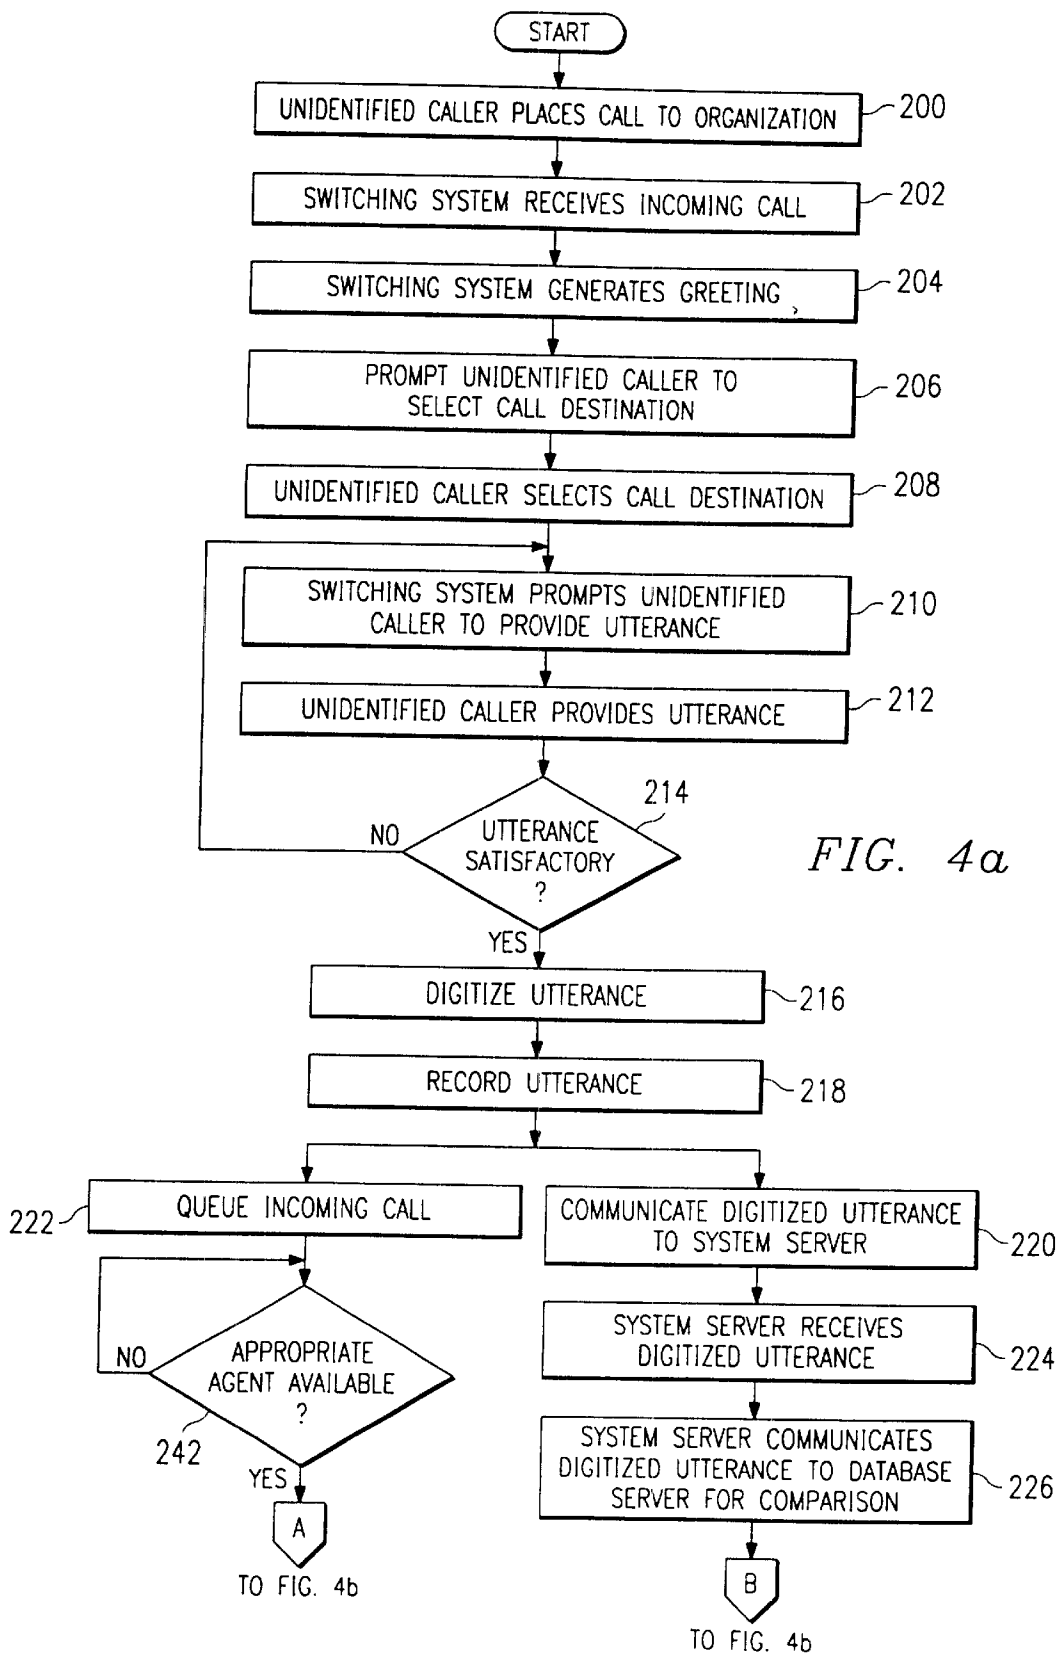 START
UNIDENTIFIED CALLER PLACES CALL TO ORGANIZATION
200
SWITCHING SYSTEM RECEIVES INCOMING CALL
202
SWITCHING SYSTEM GENERATES GREETING
204
PROMPT UNIDENTIFIED CALLER TO
SELECT CALL DESTINATION
206
UNIDENTIFIED CALLER SELECTS CALL DESTINATION
208
SWITCHING SYSTEM PROMPTS UNIDENTIFIED
CALLER TO PROVIDE UTTERANCE
210
UNIDENTIFIED CALLER PROVIDES UTTERANCE
212
214
NO
UTTERANCE
SATISFACTORY
?
FIG. 4a
YES
DIGITIZE UTTERANCE
216
RECORD UTTERANCE
218
222
QUEUE INCOMING CALL
NO
APPROPRIATE
AGENT AVAILABLE
?
242
YES
A
TO FIG. 4b
COMMUNICATE DIGITIZED UTTERANCE
TO SYSTEM SERVER
220
SYSTEM SERVER RECEIVES
DIGITIZED UTTERANCE
224
SYSTEM SERVER COMMUNICATES
DIGITIZED UTTERANCE TO DATABASE
SERVER FOR COMPARISON
226
B
TO FIG. 4b